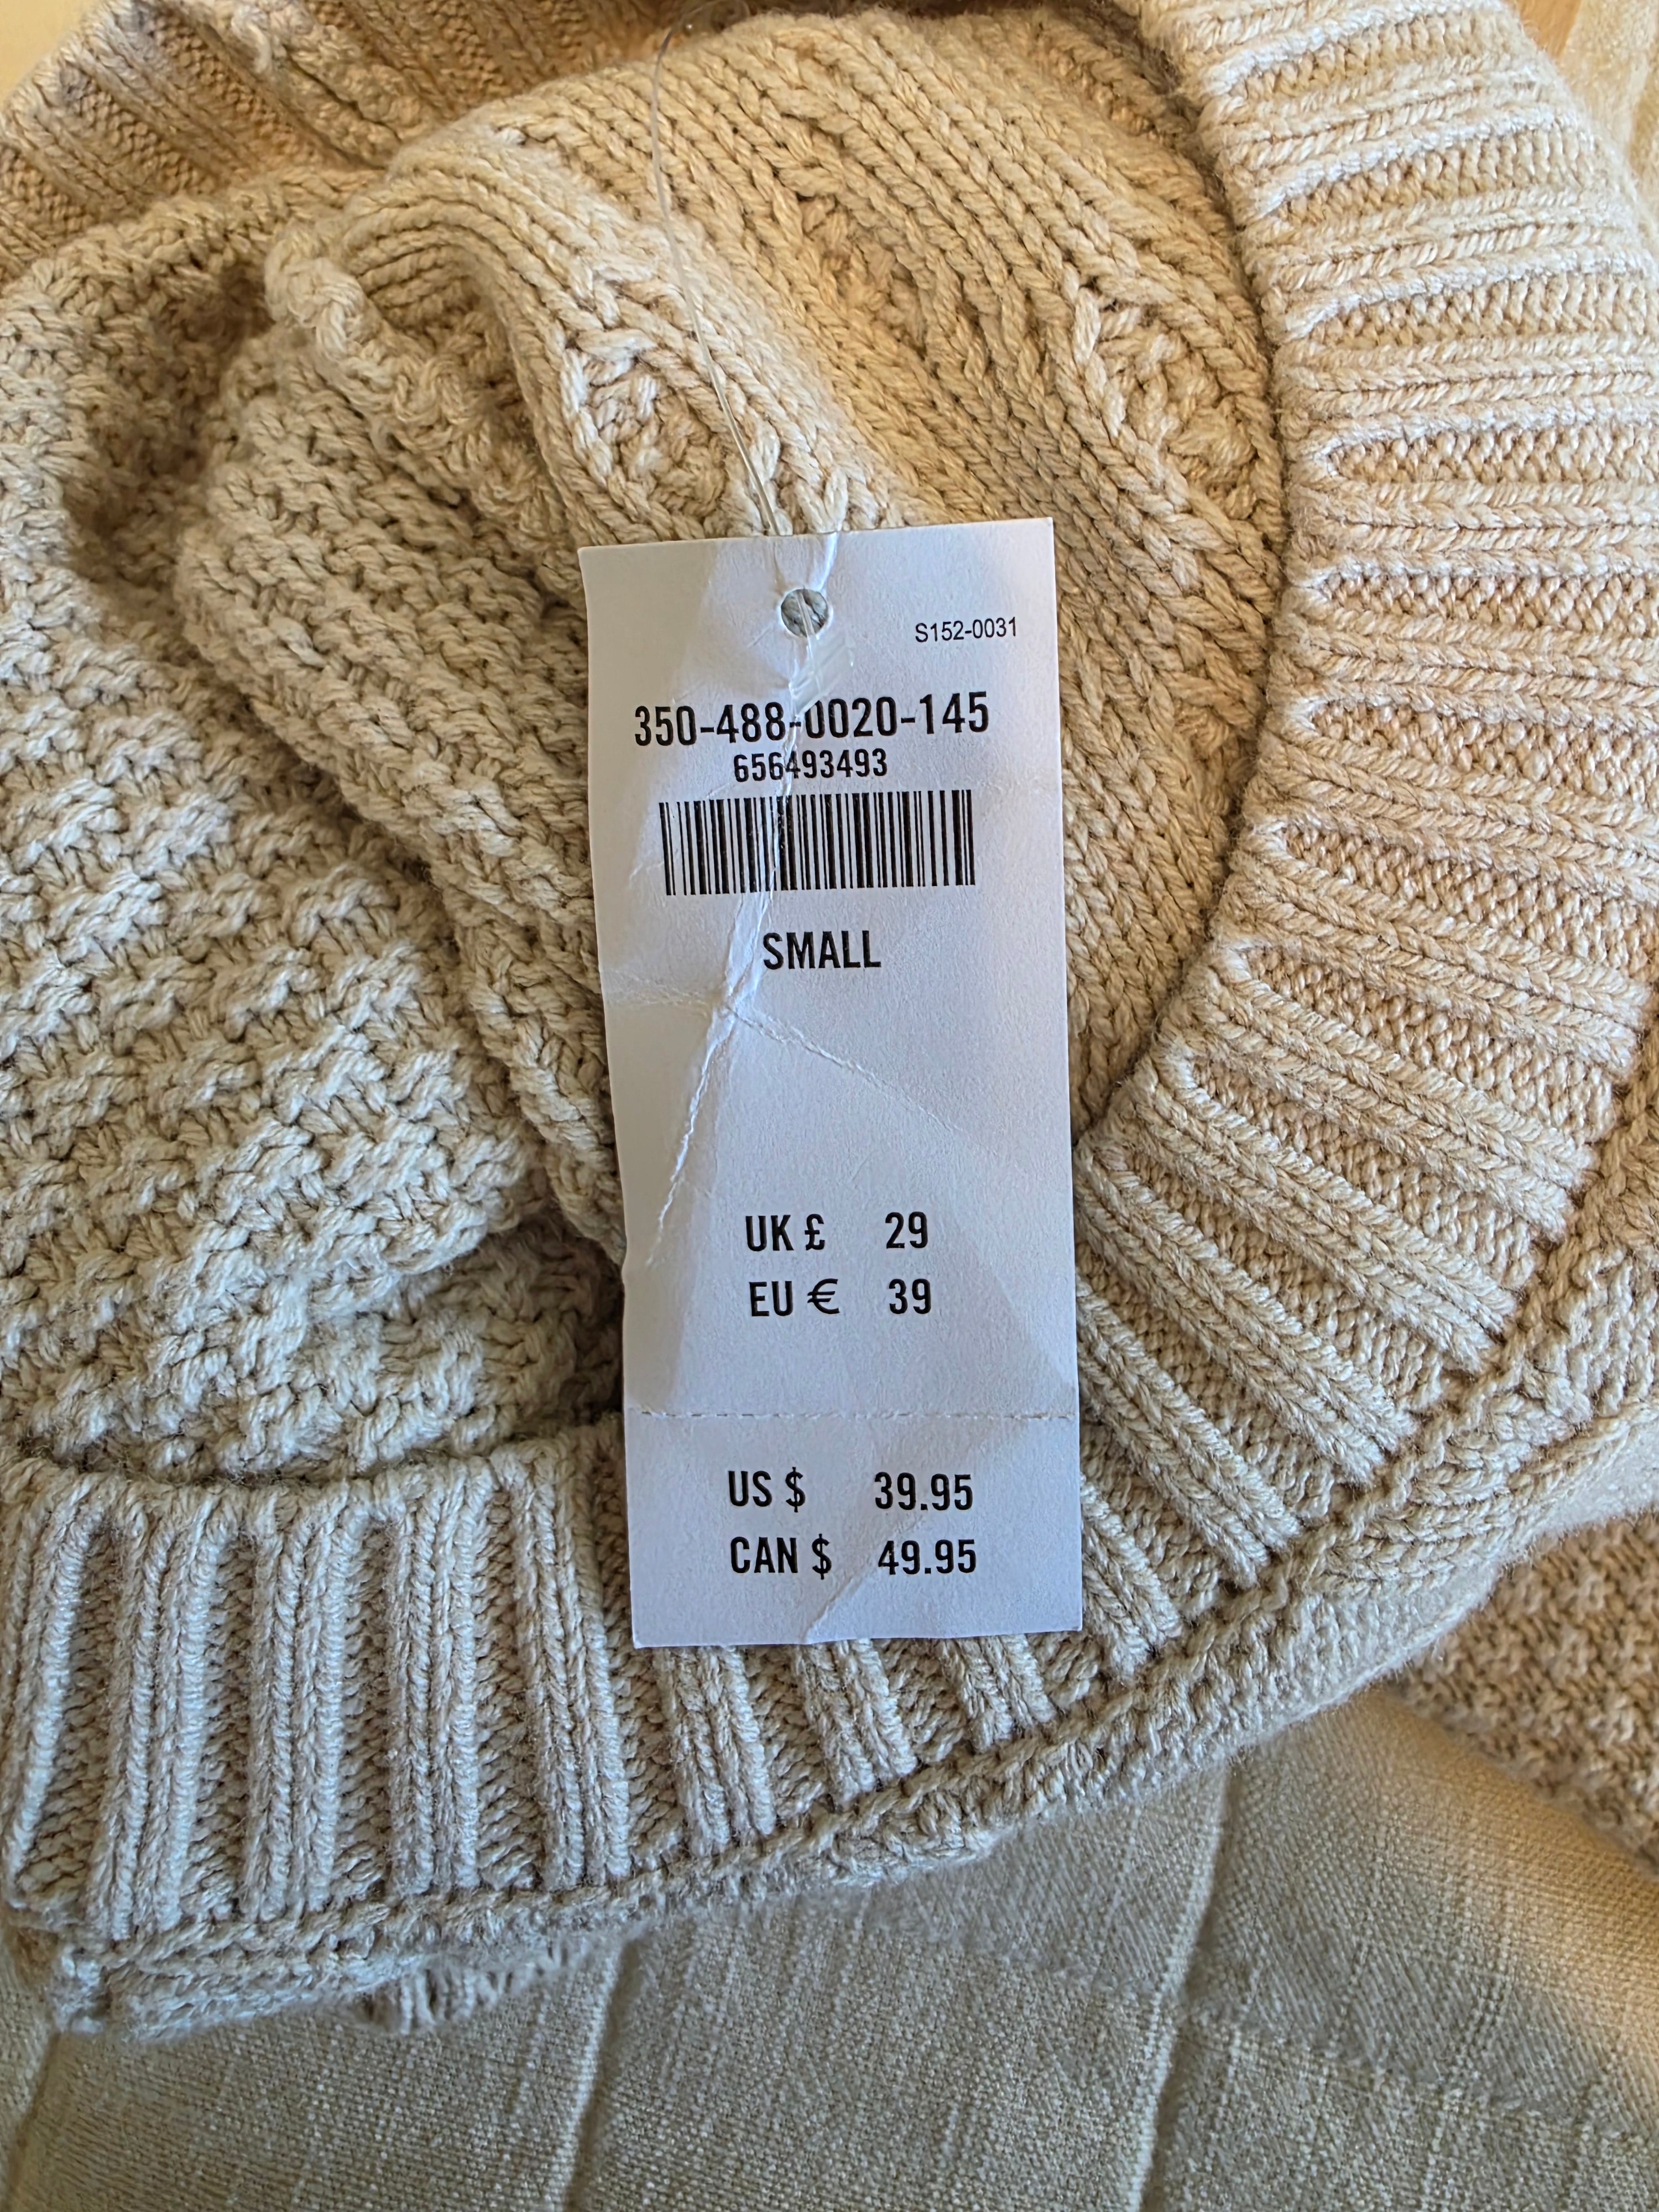 S152-0031
350-488-0020-145
656493493
SMALL
UK £ 29
EU € 39
US $ 39.95
CAN $ 49.95